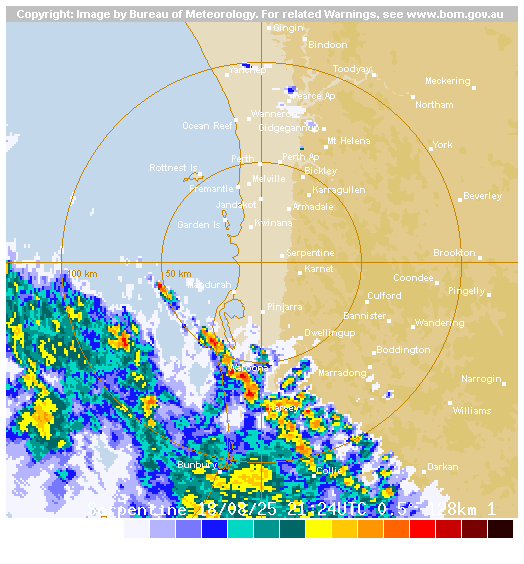 Copyright: Image by Bureau of Meteorology. For related Warnings, see www.bom.gov.au
Gingin
Bindoon
Yanchep
Toodyay
Meckering
Pearce Ap
Northam
Wanneroo
Ocean Reef
Gidgegannup
Mt Helena
York
Perth
Perth Ap
Rottnest Is
Bickley
Melville
Fremantle
Karragullen
Beverley
Jandakot
Armadale
Garden Is
Kwinana
Serpentine
Brookton
100 km
50 km
Karnet
Mandurah
Coondee
Pingelly
Culford
Pinjarra
Bannister
Wandering
Dwellingup
Boddington
Waroona
Marradong
Narrogin
Harvey
Williams
Bunbury
Collie
Darkan
Serpentine 18/08/25 21:24UTC 0.5° 128km 1